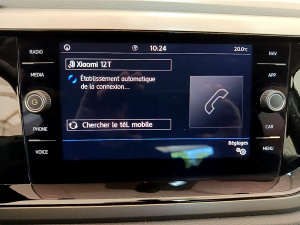 RADIO
10:24
20.0°C
NAV
Xiaomi 12T
MEDIA
Établissement automatique
de la connexion...
APP
PHONE
Chercher le tél. mobile
CAR
VOICE
Réglages
MENU